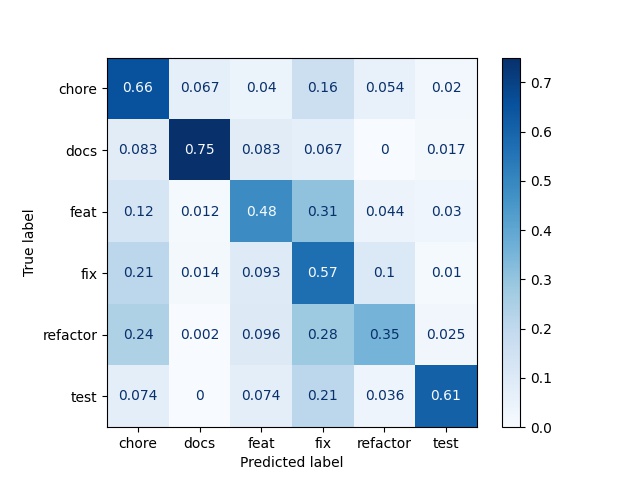 chore 0.66 0.067 0.04 0.16 0.054 0.02
docs 0.083 0.75 0.083 0.067 0 0.017
feat 0.12 0.012 0.48 0.31 0.044 0.03
fix 0.21 0.014 0.093 0.57 0.1 0.01
refactor 0.24 0.002 0.096 0.28 0.35 0.025
test 0.074 0 0.074 0.21 0.036 0.61
chore docs feat fix refactor test
Predicted label
True label
0.7
0.6
0.5
0.4
0.3
0.2
0.1
0.0